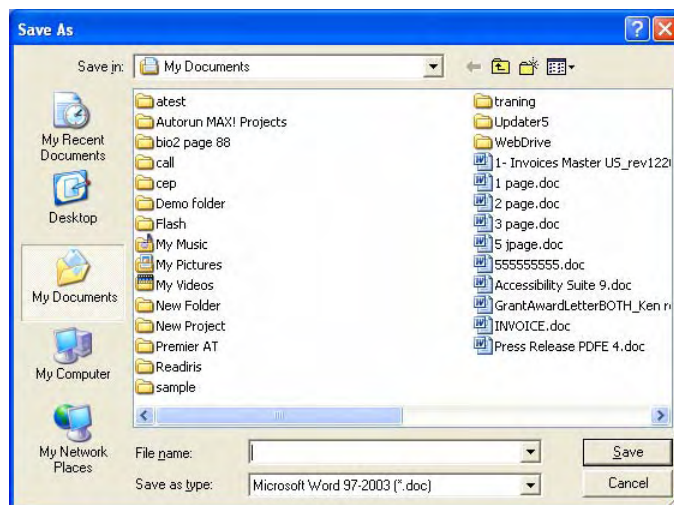 Save As
Save in: My Documents
My Recent Documents
Desktop
My Documents
My Computer
My Network Places
atest
Autorun MAX! Projects
bio2 page 88
call
cep
Demo folder
Flash
My Music
My Pictures
My Videos
New Folder
New Project
Premier AT
Readiris
sample
traning
Updater5
WebDrive
1- Invoices Master US_rev122
1 page.doc
2 page.doc
3 page.doc
5 jpage.doc
555555555.doc
Accessibility Suite 9.doc
GrantAwardLetterBOTH_Ken
INVOICE.doc
Press Release PDFE 4.doc
File name:
Save
Save as type: Microsoft Word 97-2003 (*.doc)
Cancel